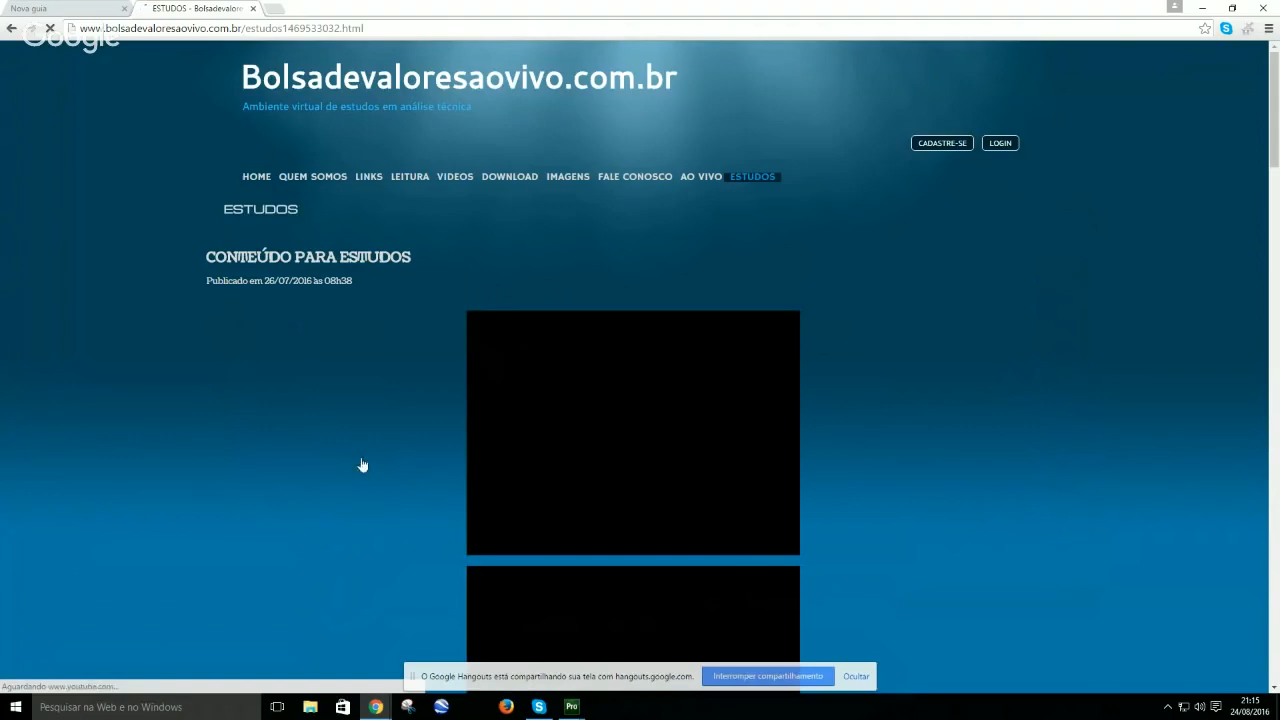 Nova guia
ESTUDOS - Bolsadevalore
www.bolsadevaloresaovivo.com.br/estudos1469533032.html
Google
Bolsadevaloresaovivo.com.br
Ambiente virtual de estudos em análise técnica
CADASTRE-SE LOGIN
HOME QUEM SOMOS LINKS LEITURA VIDEOS DOWNLOAD IMAGENS FALE CONOSCO AO VIVO ESTUDOS
ESTUDOS
CONTEÚDO PARA ESTUDOS
Publicado em 26/07/2016 às 08h38
O Google Hangouts está compartilhando sua tela com hangouts.google.com. Interromper compartilhamento Ocultar
Aguardando www.youtube.com...
Pesquisar na Web e no Windows
Pro
21:15
24/08/2016